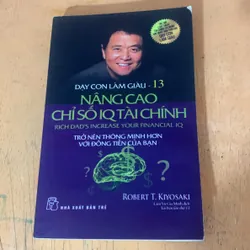 DẠY CON LÀM GIÀU - 13
NÂNG CAO
CHỈ SỐ IQ TÀI CHÍNH
RICH DAD'S INCREASE YOUR FINANCIAL IQ
TRỞ NÊN THÔNG MINH HƠN
VỚI ĐỒNG TIỀN CỦA BẠN
?
?
ROBERT T. KIYOSAKI
NHÀ XUẤT BẢN TRẺ